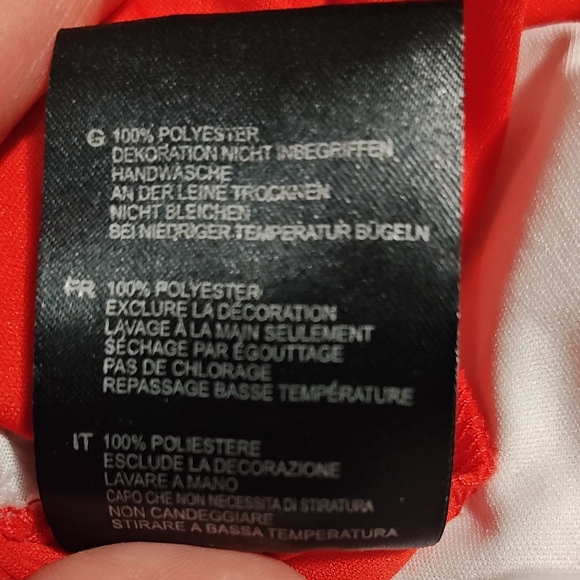 G 100% POLYESTER
DEKORATION NICHT INBEGRIFFEN
HANDWÄSCHE
AN DER LEINE TROCKNEN
NICHT BLEICHEN
BEI NIEDRIGER TEMPERATUR BÜGELN
FR 100% POLYESTER
EXCLURE LA DÉCORATION
LAVAGE À LA MAIN SEULEMENT
SÉCHAGE PAR ÉGOUTTAGE
PAS DE CHLORAGE
REPASSAGE BASSE TEMPÉRATURE
IT 100% POLIESTERE
ESCLUDE LA DECORAZIONE
LAVARE A MANO
CAPO CHE NON NECESSITA DI STIRATURA
NON CANDEGGIARE
STIRARE A BASSA TEMPERATURA